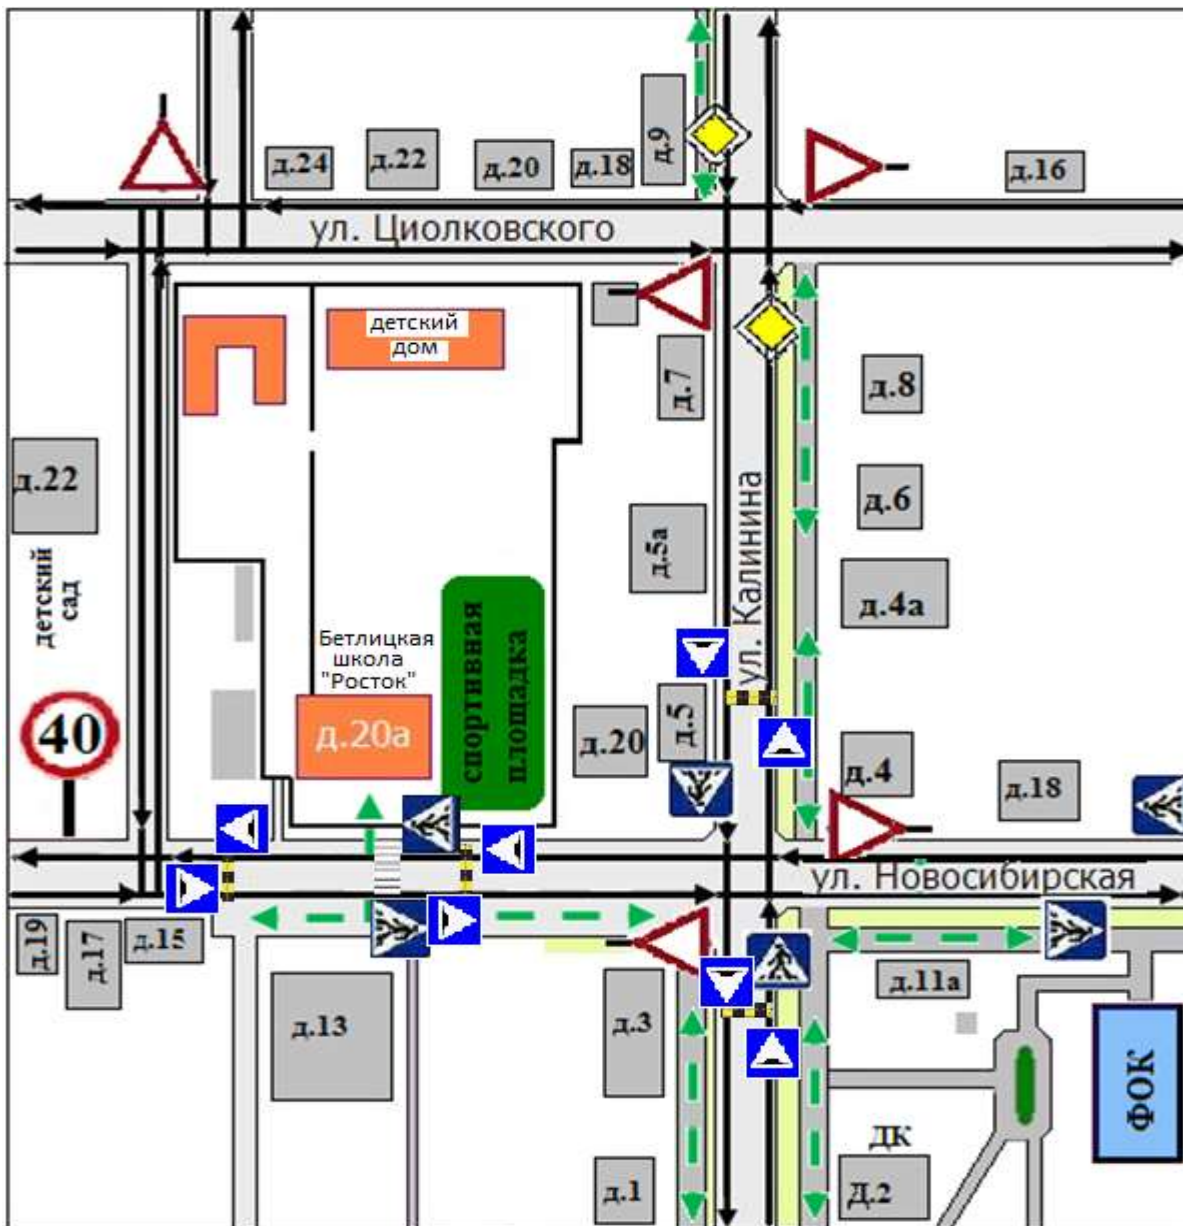 д.24
д.22
д.20
д.18
д.9
д.16
ул. Циолковского
детский
дом
д.7
д.8
д.22
д.6
детский
сад
д.5а
ул. Калинина
д.4а
Бетлицкая
школа
"Росток"
спортивная
площадка
д.20а
д.20
д.5
40
д.4
д.18
ул. Новосибирская
д.19
д.17
д.15
д.11а
д.13
д.3
ФОК
ДК
Д.2
д.1